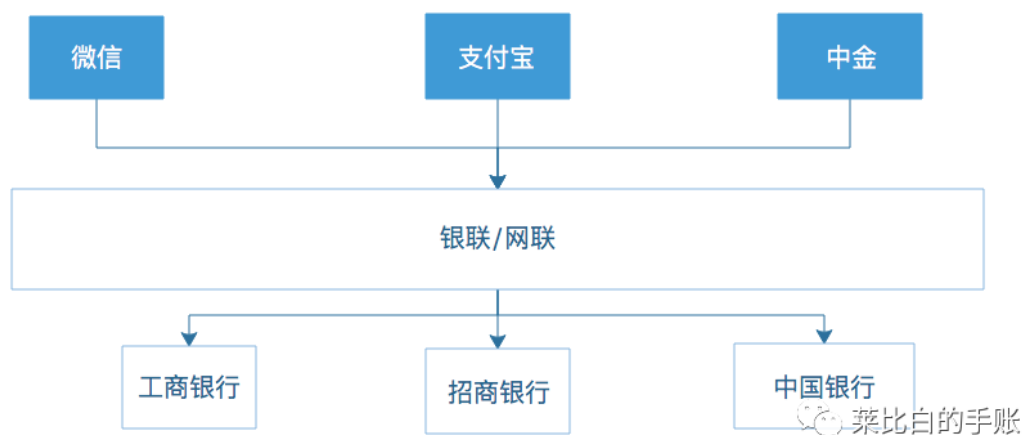 微信
支付宝
中金
银联/网联
工商银行
招商银行
中国银行
莱比白的手账